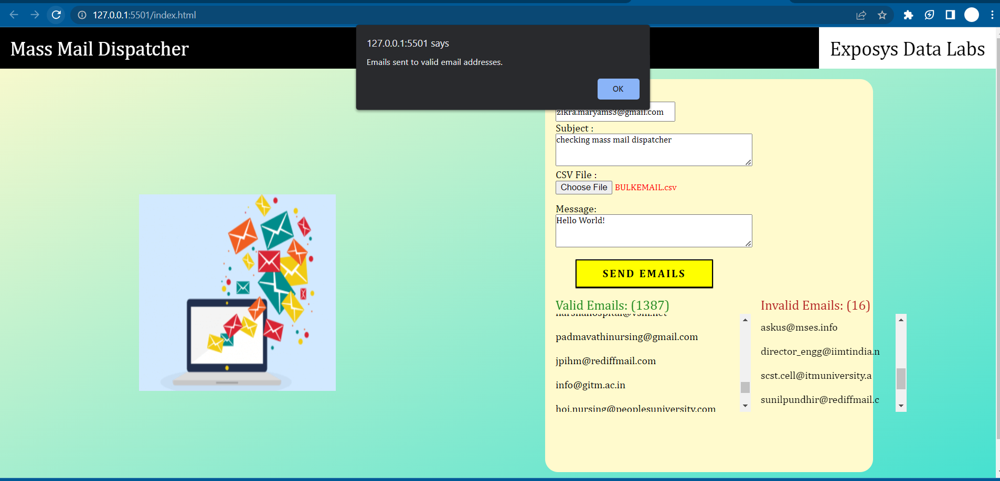 127.0.0.1:5501/index.html
Mass Mail Dispatcher
Exposys Data Labs
127.0.0.1:5501 says
Emails sent to valid email addresses.
OK
zikra.maryams3@gmail.com
Subject :
checking mass mail dispatcher
CSV File :
Choose File BULKEMAIL.csv
Message:
Hello World!
SEND EMAILS
Valid Emails: (1387)
Invalid Emails: (16)
padmavathinursing@gmail.com
jpihm@rediffmail.com
info@gitm.ac.in
hoi.nursing@peoplesuniversity.com
askus@mses.info
director_engg@iimtindia.n
scst.cell@itmuniversity.a
sunilpundhir@rediffmail.c